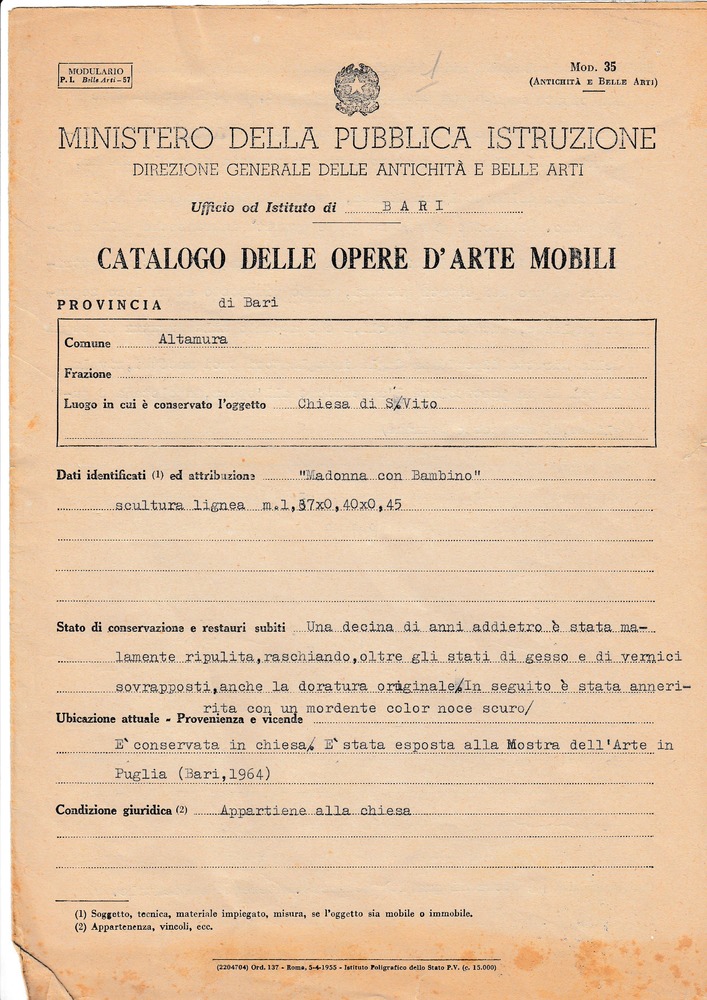 MODULARIO
P. I. Belle Arti - 57
1
MOD. 35
(ANTICHITÀ E BELLE ARTI)
MINISTERO DELLA PUBBLICA ISTRUZIONE
DIREZIONE GENERALE DELLE ANTICHITÀ E BELLE ARTI
Ufficio od Istituto di BARI
CATALOGO DELLE OPERE D'ARTE MOBILI
PROVINCIA di Bari
Comune Altamura
Frazione
Luogo in cui è conservato l'oggetto Chiesa di S.Vito
Dati identificati (1) ed attribuzione "Madonna con Bambino"
scultura lignea m.1,37x0,40x0,45
Stato di conservazione e restauri subiti Una decina di anni addietro è stata ma-
lamente ripulita,raschiando,oltre gli stati di gesso e di vernici
sovrapposti,anche la doratura originale.In seguito è stata anneri-
rita con un mordente color noce scuro/
Ubicazione attuale - Provenienza e vicende
E' conservata in chiesa. E' stata esposta alla Mostra dell'Arte in
Puglia (Bari,1964)
Condizione giuridica (2) Appartiene alla chiesa
(1) Soggetto, tecnica, materiale impiegato, misura, se l'oggetto sia mobile o immobile.
(2) Appartenenza, vincoli, ecc.
(2204704) Ord. 137 - Roma, 5-4-1955 - Istituto Poligrafico dello Stato P.V. (c. 15.000)